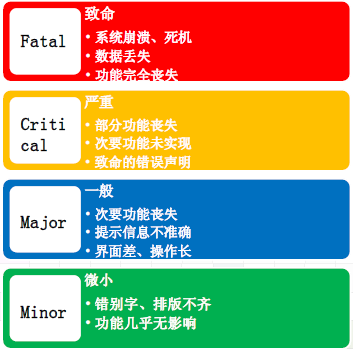 Fatal
致命
• 系统崩溃、死机
• 数据丢失
• 功能完全丧失
Criti
cal
严重
• 部分功能丧失
• 次要功能未实现
• 致命的错误声明
Major
一般
• 次要功能丧失
• 提示信息不准确
• 界面差、操作长
Minor
微小
• 错别字、排版不齐
• 功能几乎无影响